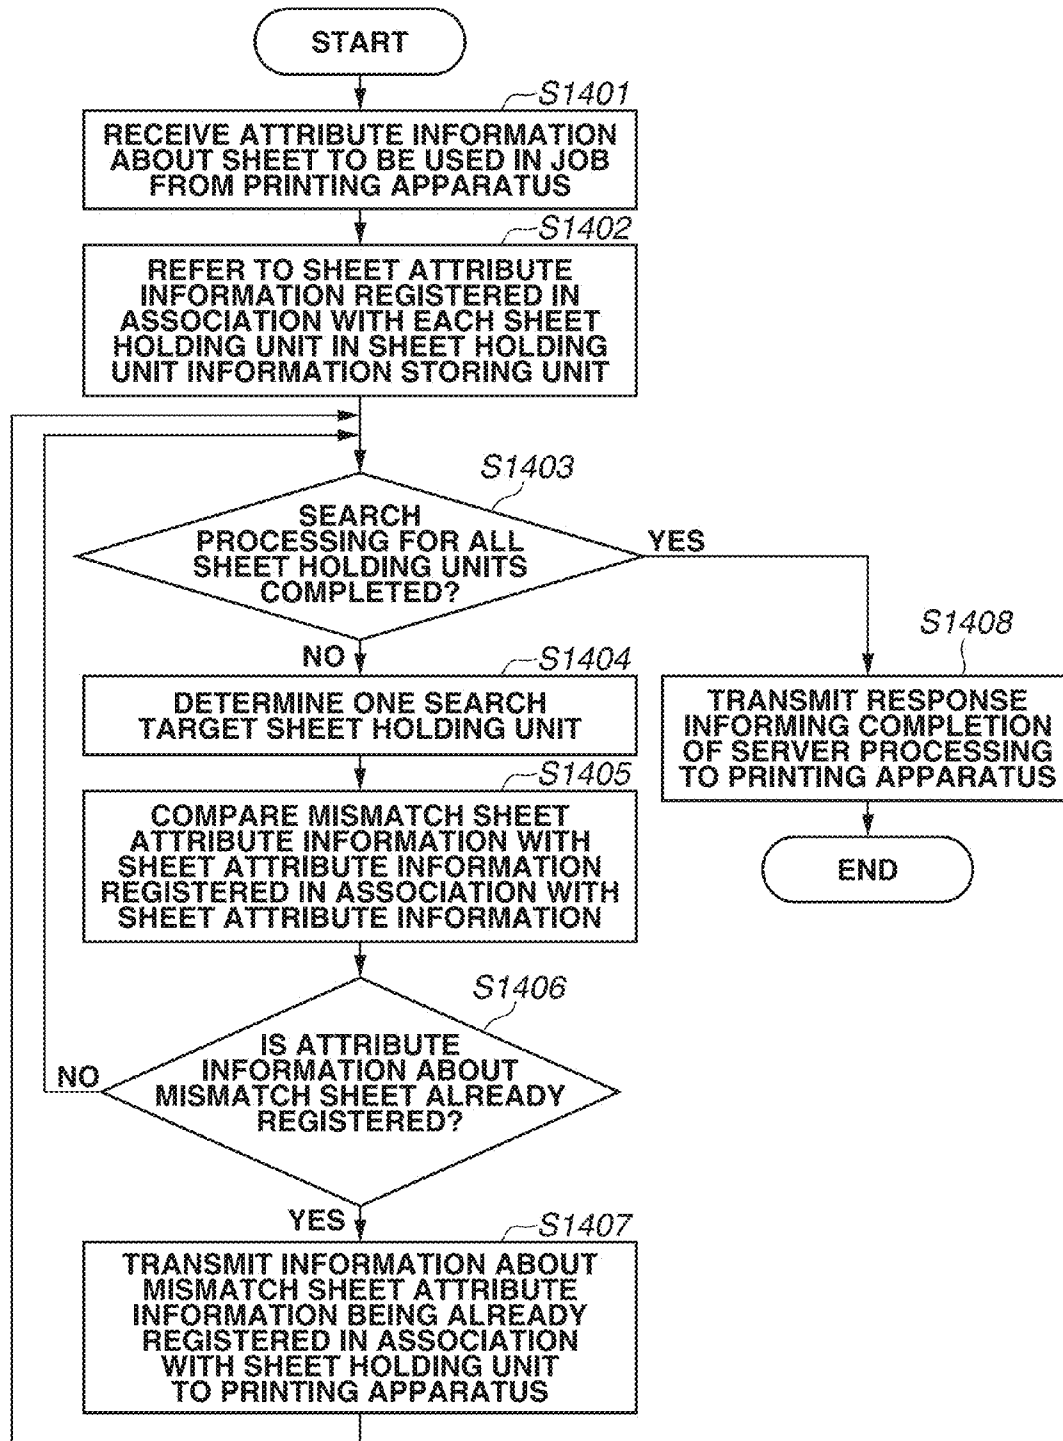 START
S1401
RECEIVE ATTRIBUTE INFORMATION
ABOUT SHEET TO BE USED IN JOB
FROM PRINTING APPARATUS
S1402
REFER TO SHEET ATTRIBUTE
INFORMATION REGISTERED IN
ASSOCIATION WITH EACH SHEET
HOLDING UNIT IN SHEET HOLDING
UNIT INFORMATION STORING UNIT
S1403
SEARCH
PROCESSING FOR ALL
SHEET HOLDING UNITS
COMPLETED?
YES
NO
S1404
DETERMINE ONE SEARCH
TARGET SHEET HOLDING UNIT
S1408
TRANSMIT RESPONSE
INFORMING COMPLETION
OF SERVER PROCESSING
TO PRINTING APPARATUS
END
S1405
COMPARE MISMATCH SHEET
ATTRIBUTE INFORMATION WITH
SHEET ATTRIBUTE INFORMATION
REGISTERED IN ASSOCIATION WITH
SHEET ATTRIBUTE INFORMATION
S1406
IS ATTRIBUTE
INFORMATION ABOUT
MISMATCH SHEET ALREADY
REGISTERED?
NO
YES
S1407
TRANSMIT INFORMATION ABOUT
MISMATCH SHEET ATTRIBUTE
INFORMATION BEING ALREADY
REGISTERED IN ASSOCIATION
WITH SHEET HOLDING UNIT
TO PRINTING APPARATUS